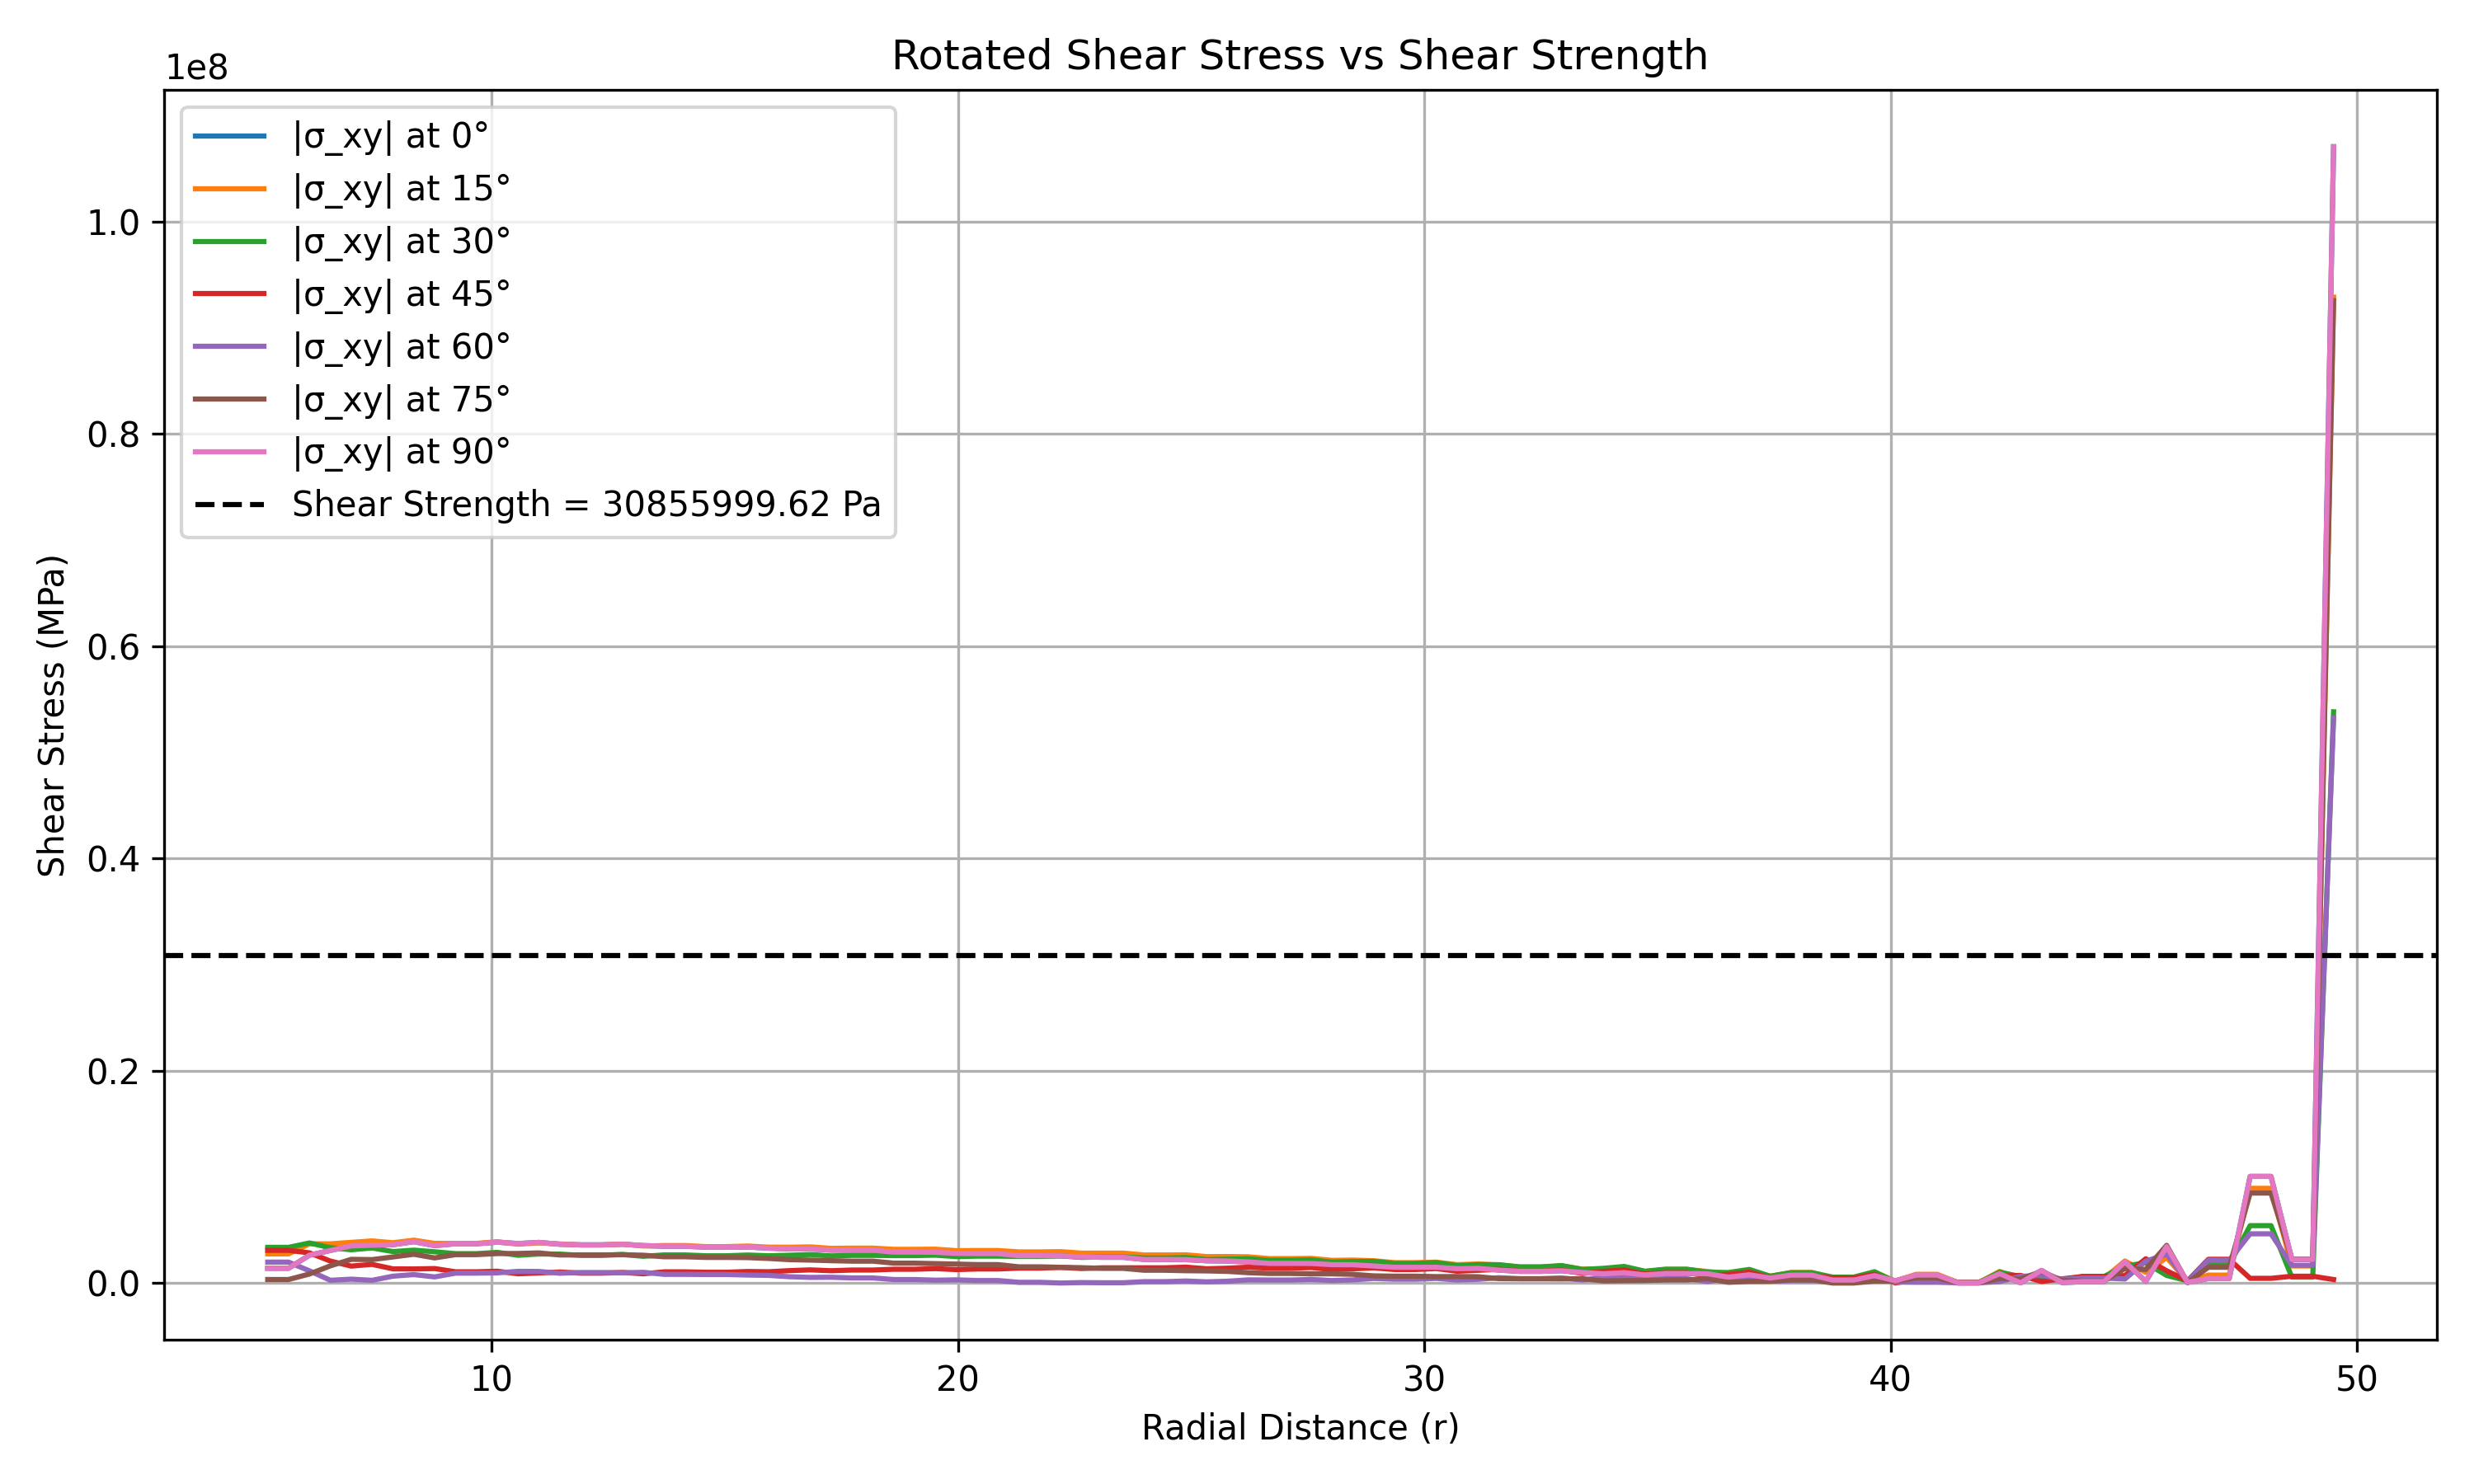 Rotated Shear Stress vs Shear Strength
1e8
|σ_xy| at 0°
|σ_xy| at 15°
|σ_xy| at 30°
|σ_xy| at 45°
|σ_xy| at 60°
|σ_xy| at 75°
|σ_xy| at 90°
Shear Strength = 30855999.62 Pa
1.0
0.8
0.6
0.4
0.2
0.0
Shear Stress (MPa)
10 20 30 40 50
Radial Distance (r)